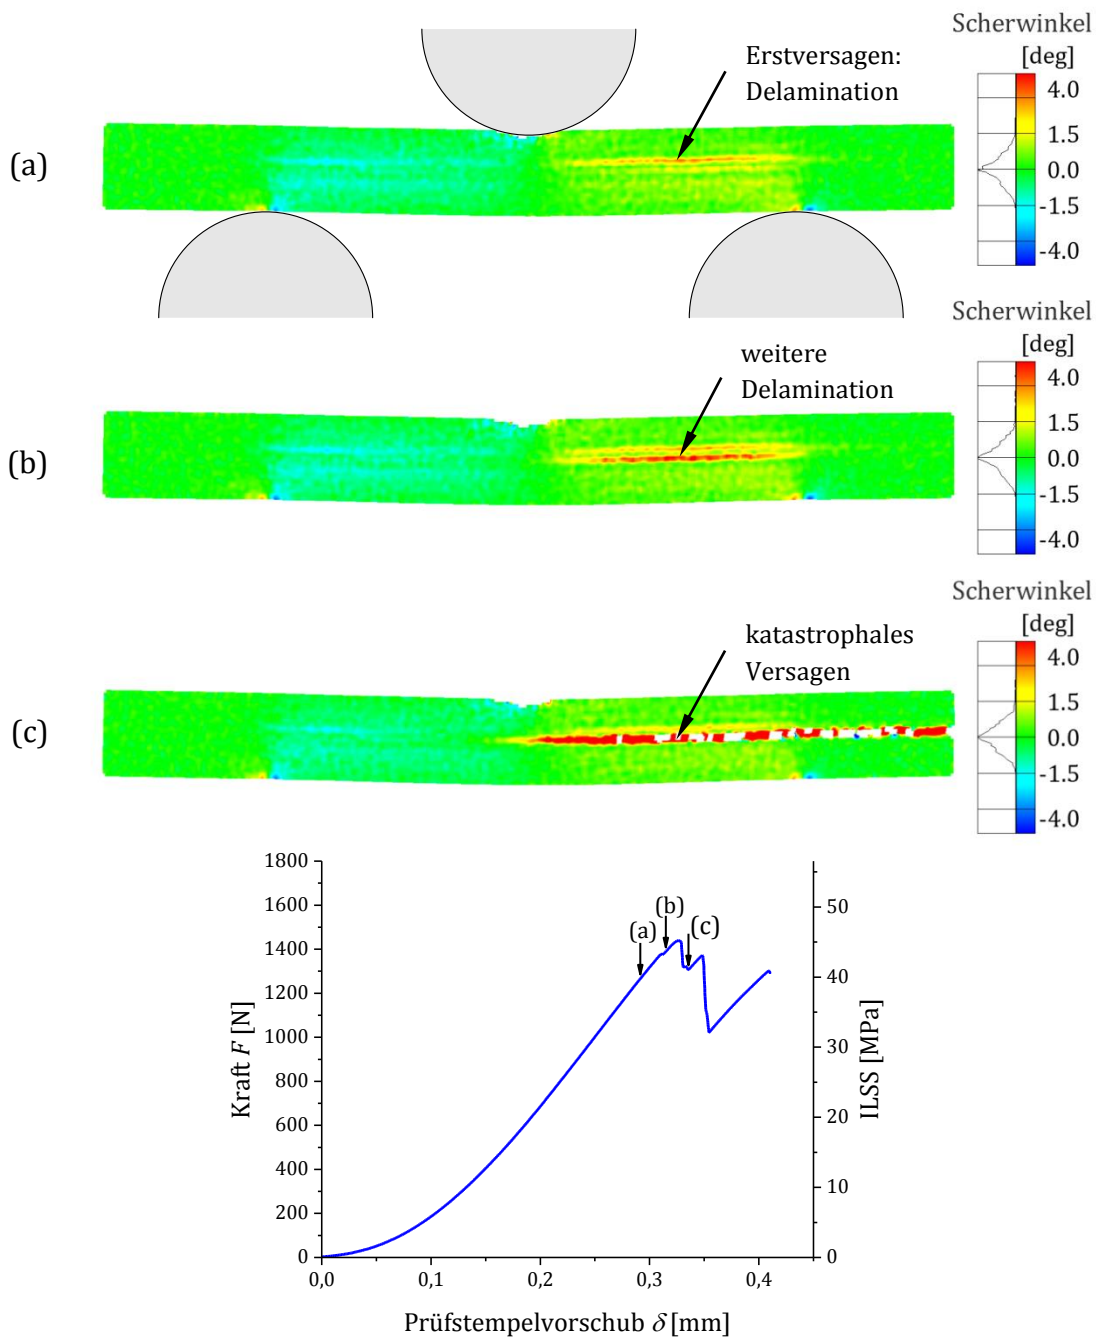 Scherwinkel
[deg]
Erstversagen:
Delamination
(a)
4.0
1.5
0.0
-1.5
-4.0
Scherwinkel
[deg]
weitere
Delamination
(b)
4.0
1.5
0.0
-1.5
-4.0
Scherwinkel
[deg]
katastrophales
Versagen
(c)
4.0
1.5
0.0
-1.5
-4.0
1800
1600
1400
1200
1000
800
600
400
200
0
Kraft F [N]
(a)
(b)
(c)
50
40
30
20
10
0
ILSS [MPa]
0,0 0,1 0,2 0,3 0,4
Prüfstempelvorschub δ [mm]